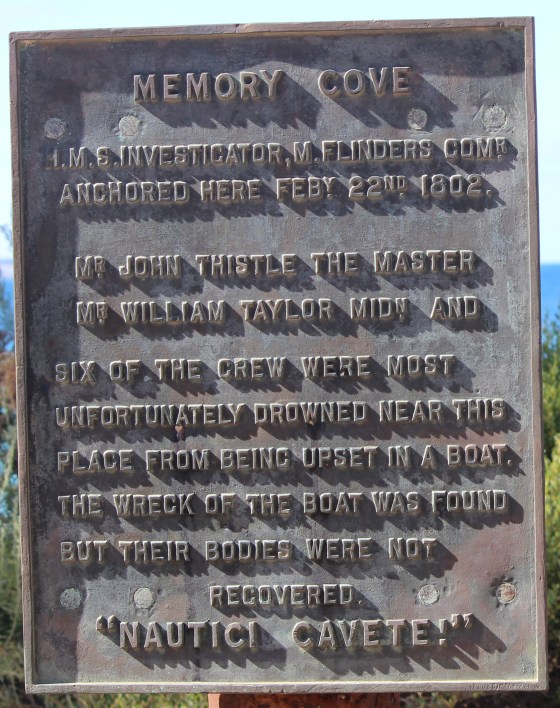 MEMORY COVE
H.M.S. INVESTIGATOR, M. FLINDERS COMR
ANCHORED HERE FEBY. 22ND. 1802.
MR JOHN THISTLE THE MASTER
MR WILLIAM TAYLOR MIDN AND
SIX OF THE CREW WERE MOST
UNFORTUNATELY DROWNED NEAR THIS
PLACE FROM BEING UPSET IN A BOAT.
THE WRECK OF THE BOAT WAS FOUND
BUT THEIR BODIES WERE NOT
RECOVERED.
"NAUTICI CAVETE!"